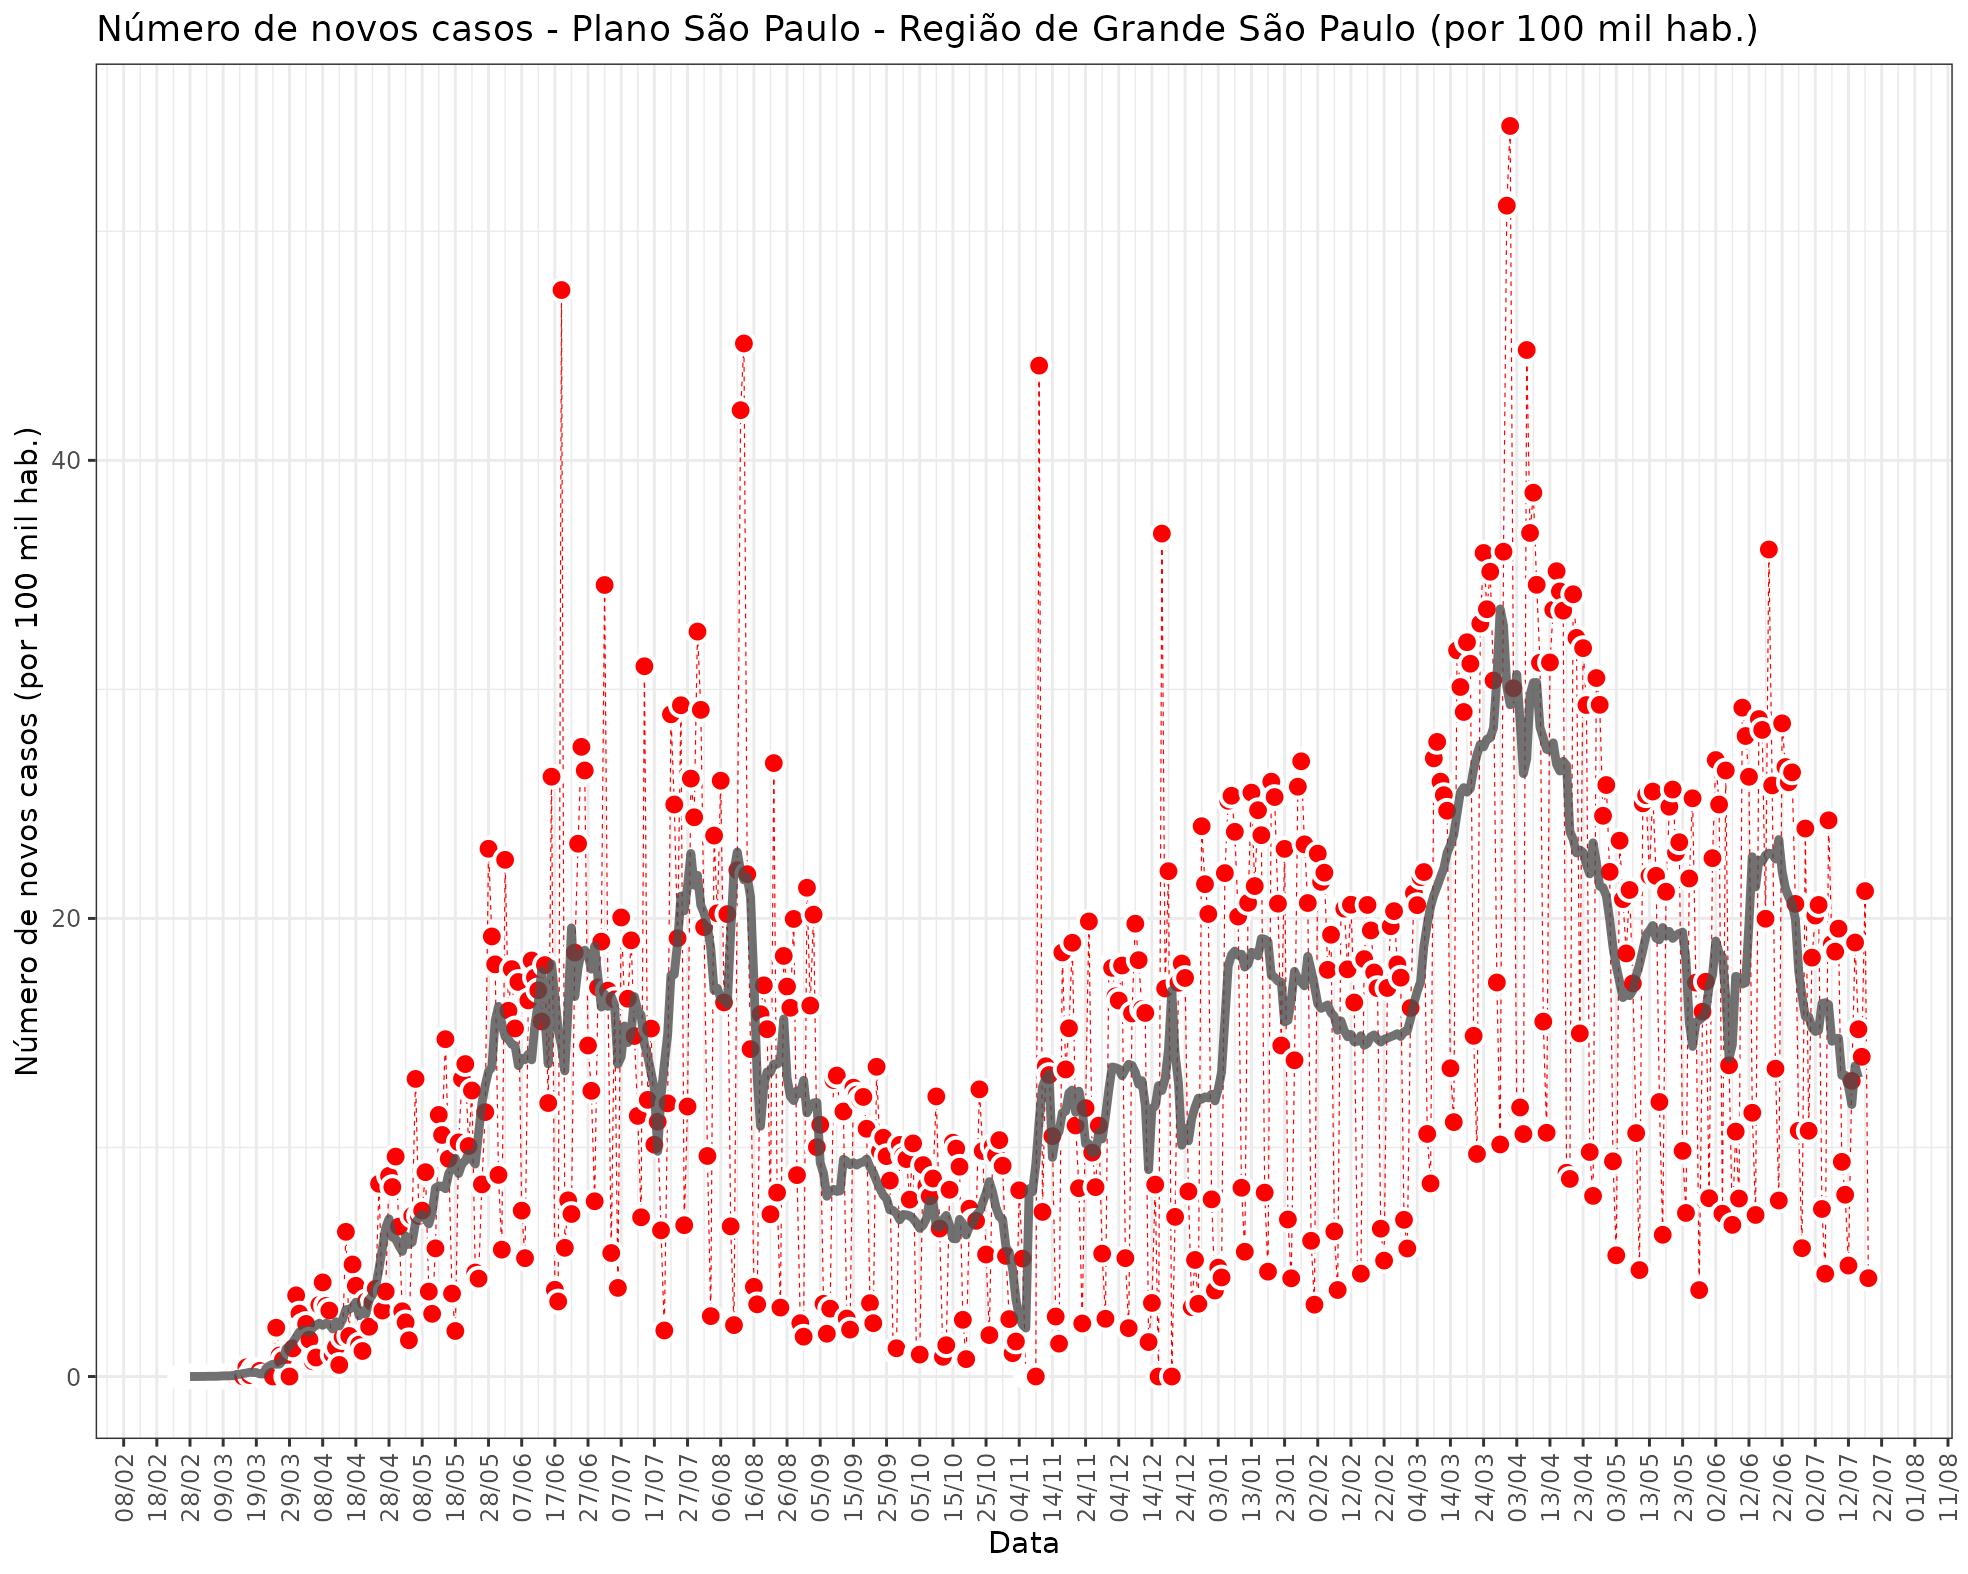 Número de novos casos - Plano São Paulo - Região de Grande São Paulo (por 100 mil hab.)
Número de novos casos (por 100 mil hab.)
40
20
0
08/02 18/02 28/02 09/03 19/03 29/03 08/04 18/04 28/04 08/05 18/05 28/05 07/06 17/06 27/06 07/07 17/07 27/07 06/08 16/08 26/08 05/09 15/09 25/09 05/10 15/10 25/10 04/11 14/11 24/11 04/12 14/12 24/12 03/01 13/01 23/01 02/02 12/02 22/02 04/03 14/03 24/03 03/04 13/04 23/04 03/05 13/05 23/05 02/06 12/06 22/06 02/07 12/07 22/07 01/08 11/08
Data